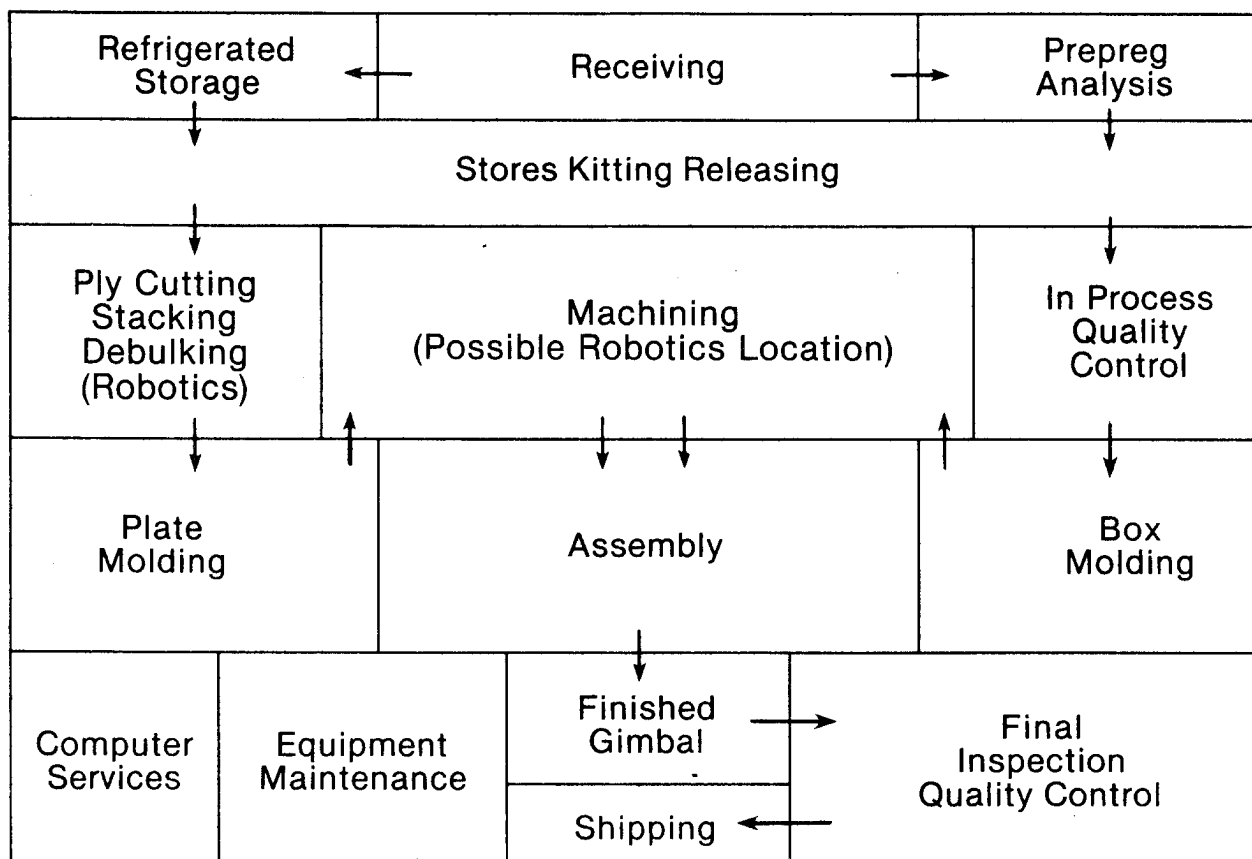 Refrigerated
Storage
Receiving
Prepreg
Analysis
Stores Kitting Releasing
Ply Cutting
Stacking
Debulking
(Robotics)
Machining
(Possible Robotics Location)
In Process
Quality
Control
Plate
Molding
Assembly
Box
Molding
Computer
Services
Equipment
Maintenance
Finished
Gimbal
Shipping
Final
Inspection
Quality Control